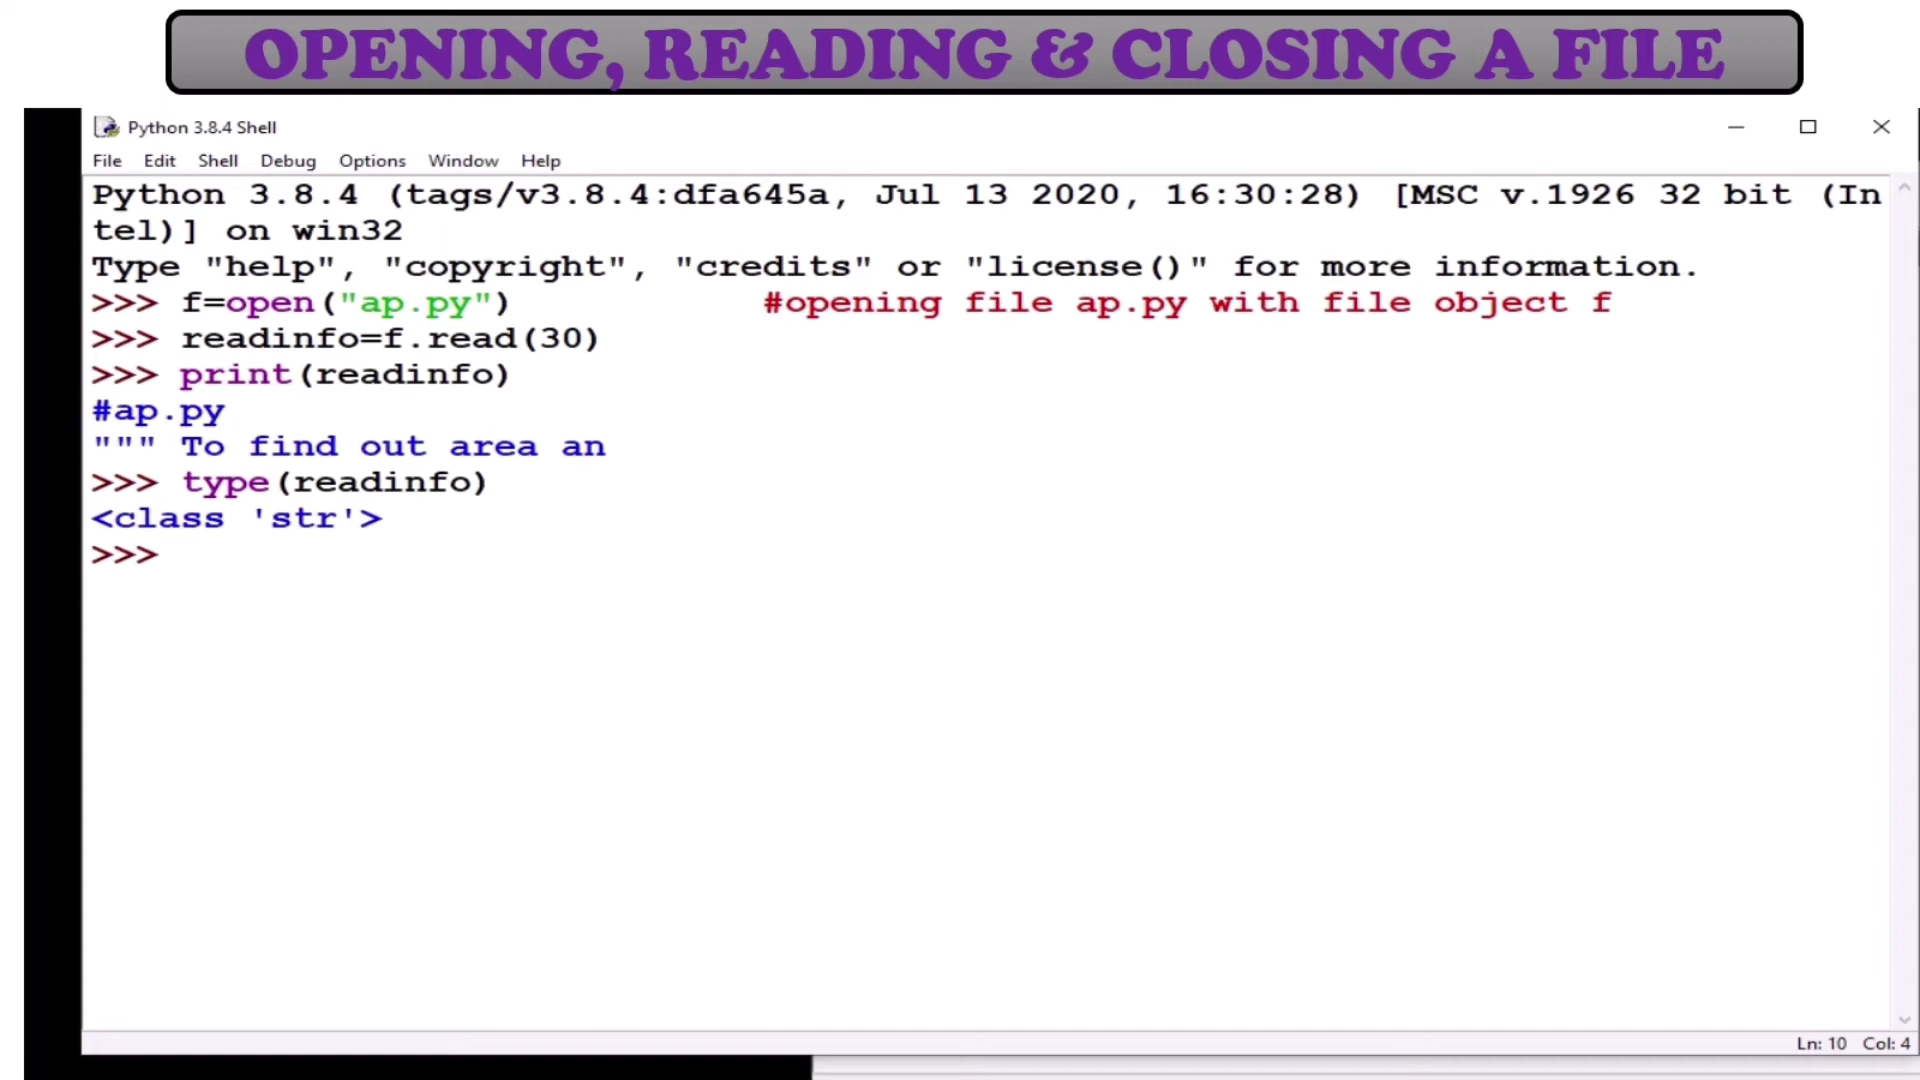 OPENING, READING & CLOSING A FILE
Python 3.8.4 Shell
File Edit Shell Debug Options Window Help
Python 3.8.4 (tags/v3.8.4:dfa645a, Jul 13 2020, 16:30:28) [MSC v.1926 32 bit (In
tel)] on win32
Type "help", "copyright", "credits" or "license()" for more information.
>>> f=open("ap.py") #opening file ap.py with file object f
>>> readinfo=f.read(30)
>>> print(readinfo)
#ap.py
""" To find out area an
>>> type(readinfo)
<class 'str'>
>>>
Ln: 10 Col: 4